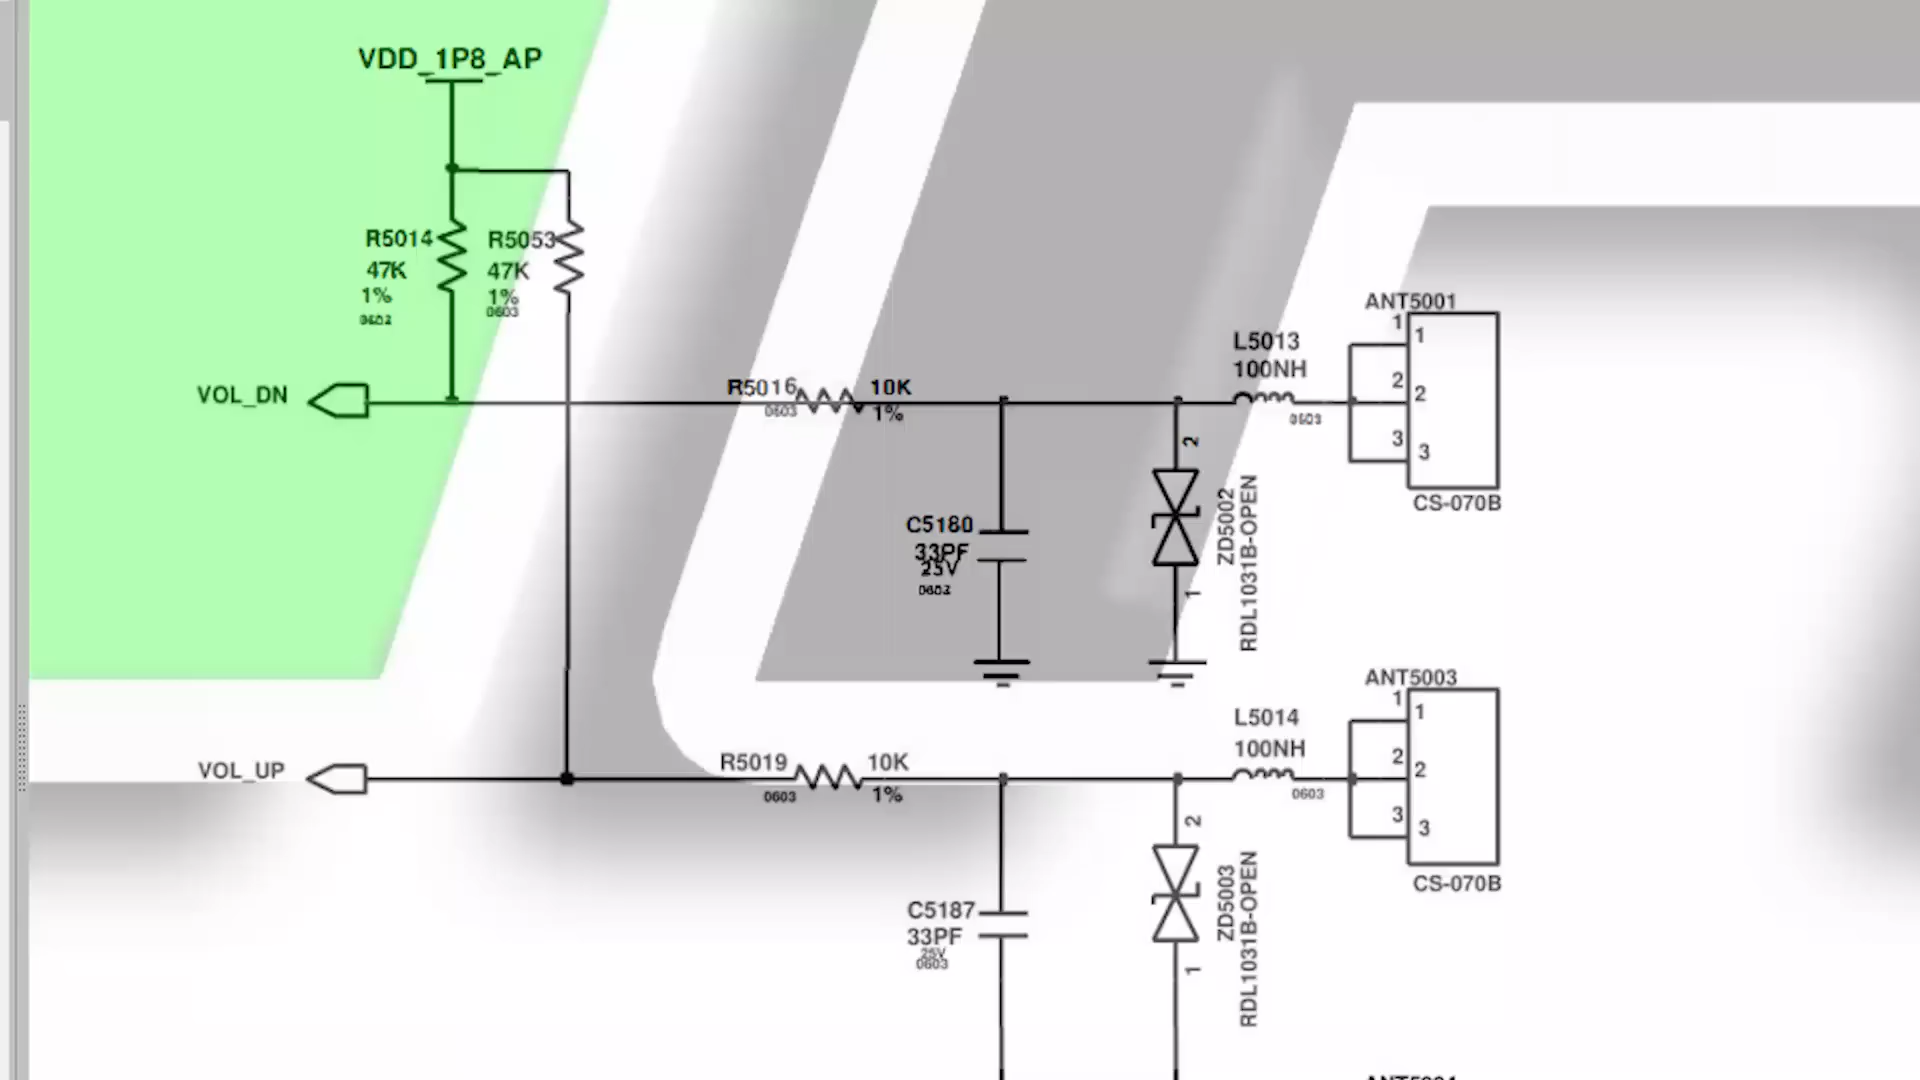 VDD_1P8_AP
R5014
47K
1%
R5053
47K
1%
0603
VOL_DN
R5016
0603
10K
1%
L5013
100NH
0603
ANT5001
1
1
2
2
3
3
CS-070B
2
1
ZD5002
RDL1031B-OPEN
C5180
33PF
25V
VOL_UP
R5019
0603
10K
1%
L5014
100NH
0603
ANT5003
1
1
2
2
3
3
CS-070B
2
1
ZD5003
RDL1031B-OPEN
C5187
33PF
25V
0603